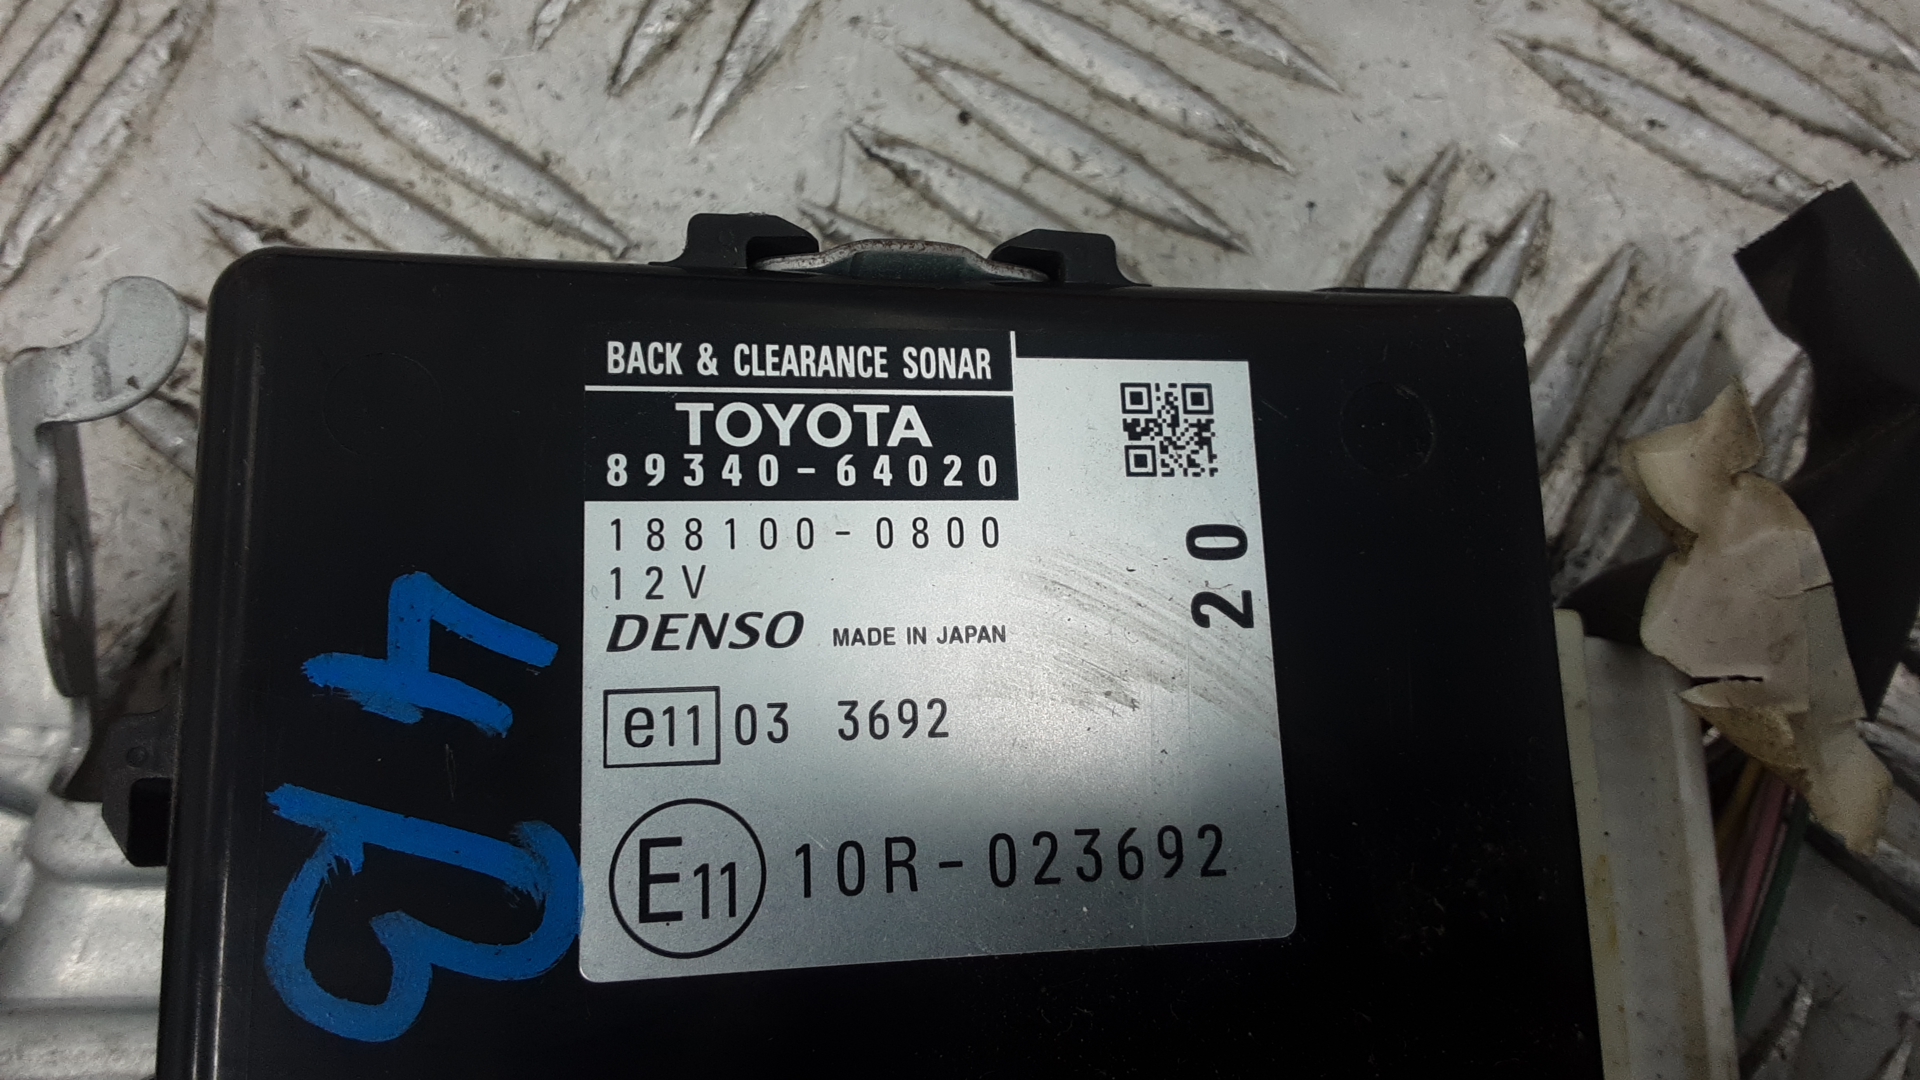 BACK & CLEARANCE SONAR
TOYOTA
89340-64020
188100-0800
12V
DENSO MADE IN JAPAN
e11 03 3692
E11 10R-023692
20